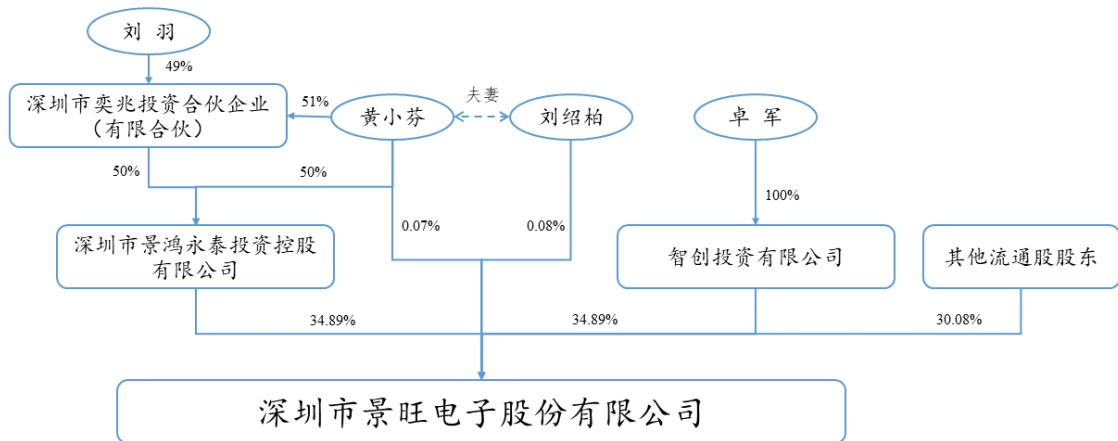 刘 羽
49%
深圳市奕兆投资合伙企业
（有限合伙）
51%
黄小芬
夫妻
刘绍柏
卓 军
50%
50%
0.07%
0.08%
100%
深圳市景鸿永泰投资控股
有限公司
智创投资有限公司
其他流通股股东
34.89%
34.89%
30.08%
深圳市景旺电子股份有限公司